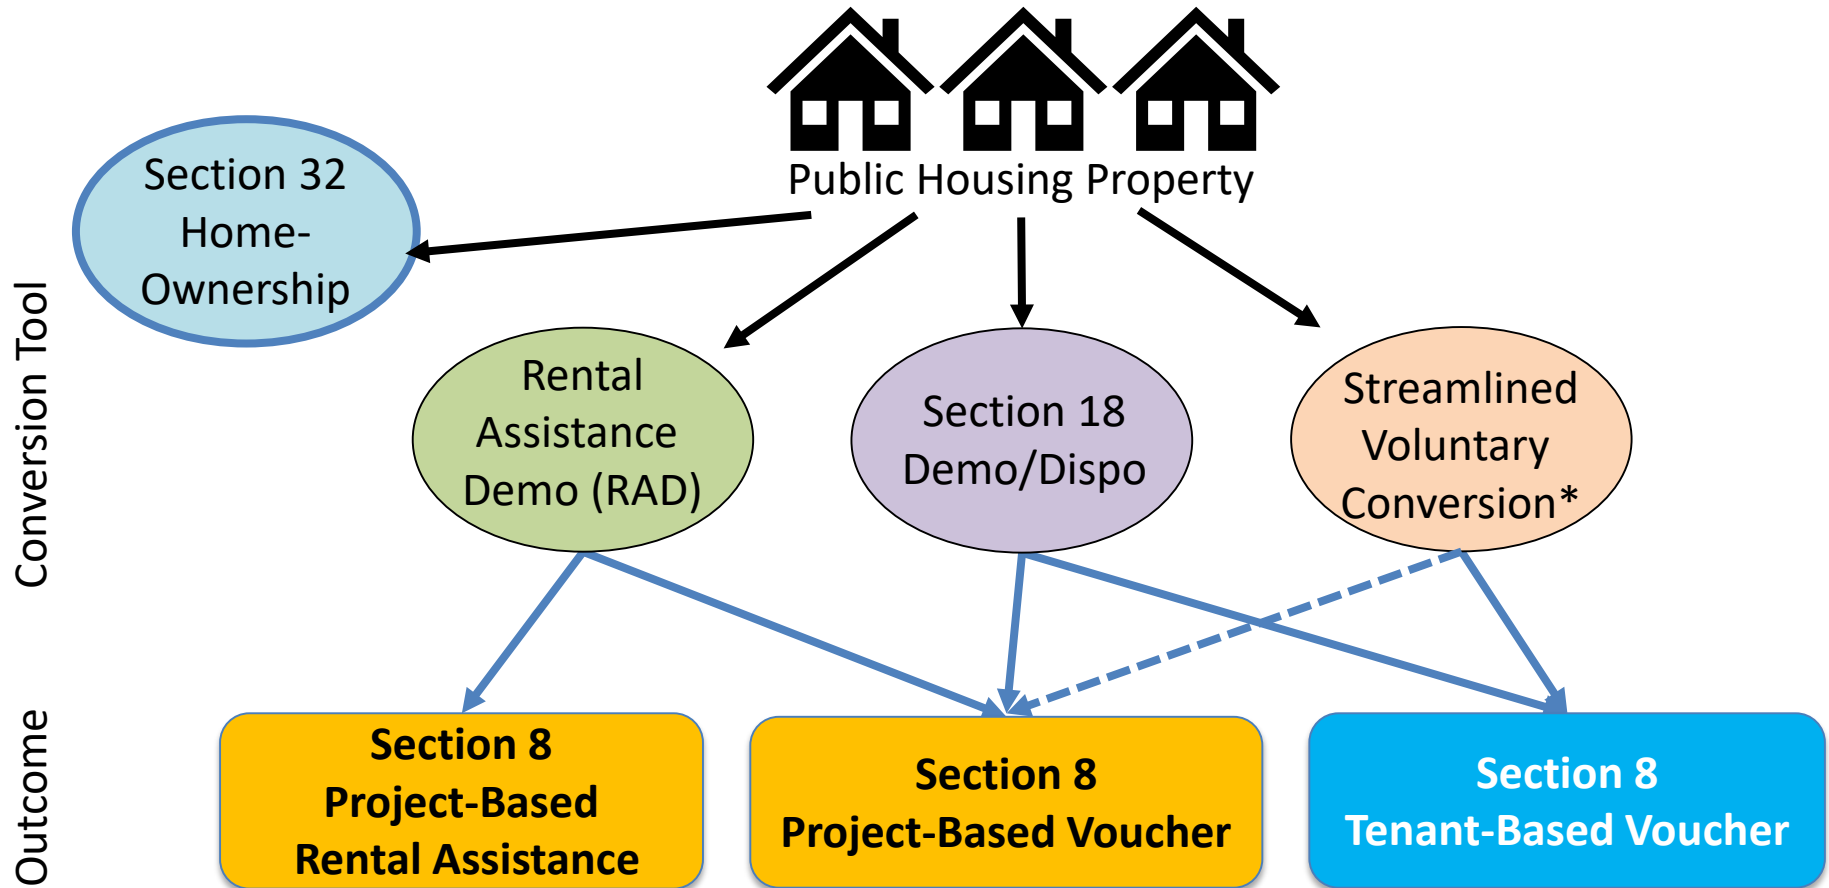 Public Housing Property
Section 32
Home-
Ownership
Conversion Tool
Rental
Assistance
Demo (RAD)
Section 18
Demo/Dispo
Streamlined
Voluntary
Conversion*
Outcome
Section 8
Project-Based
Rental Assistance
Section 8
Project-Based Voucher
Section 8
Tenant-Based Voucher